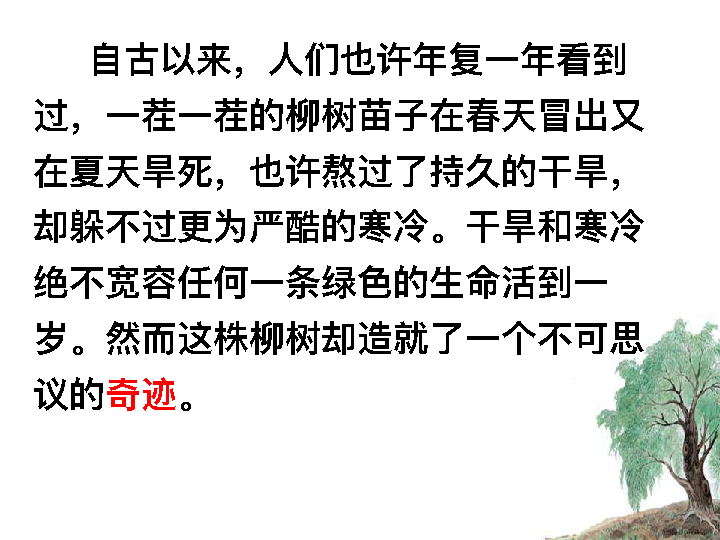 自古以来，人们也许年复一年看到
过，一茬一茬的柳树苗子在春天冒出又
在夏天旱死，也许熬过了持久的干旱，
却躲不过更为严酷的寒冷。干旱和寒冷
绝不宽容任何一条绿色的生命活到一
岁。然而这株柳树却造就了一个不可思
议的奇迹。